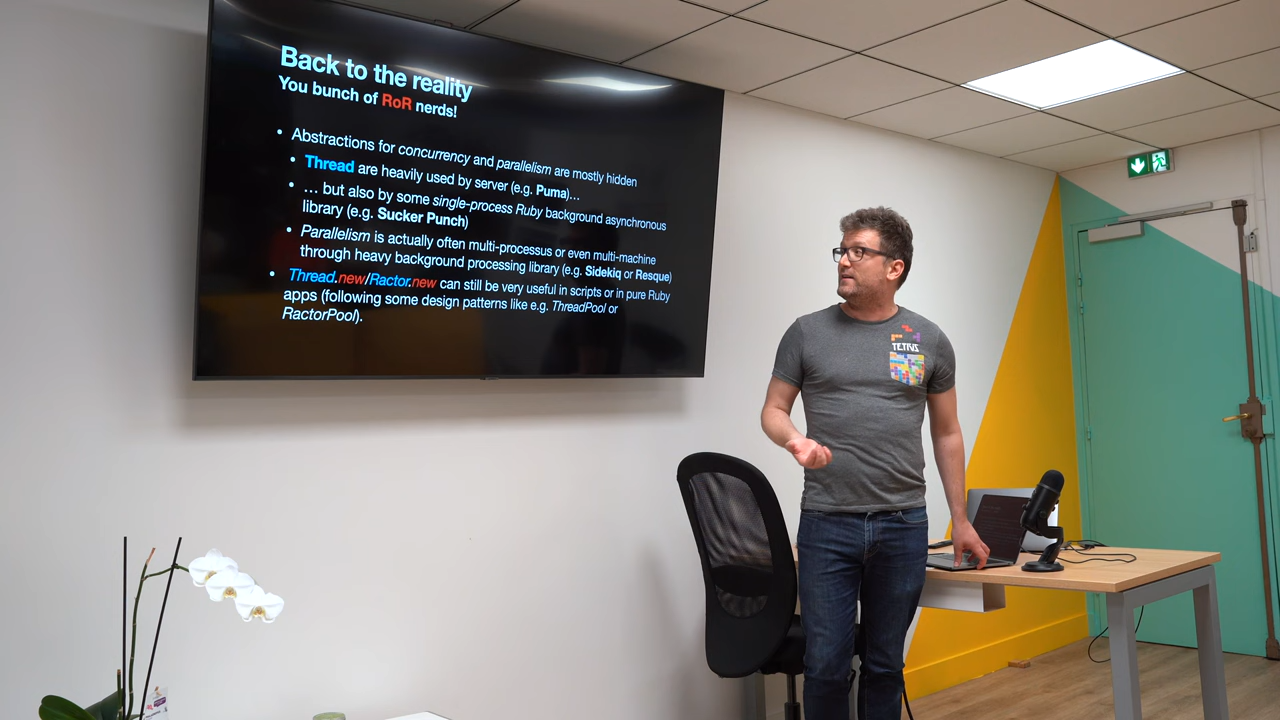 Back to the reality
You bunch of RoR nerds!
• Abstractions for concurrency and parallelism are mostly hidden
• Thread are heavily used by server (e.g. Puma)…
• … but also by some single-process Ruby background asynchronous
library (e.g. Sucker Punch)
• Parallelism is actually often multi-processus or even multi-machine
through heavy background processing library (e.g. Sidekiq or Resque)
• Thread.new/Ractor.new can still be very useful in scripts or in pure Ruby
apps (following some design patterns like e.g. ThreadPool or
RactorPool).
TETRIS